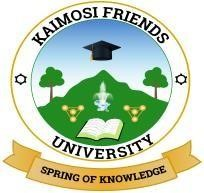 KAIMOSI FRIENDS
UNIVERSITY
SPRING OF KNOWLEDGE